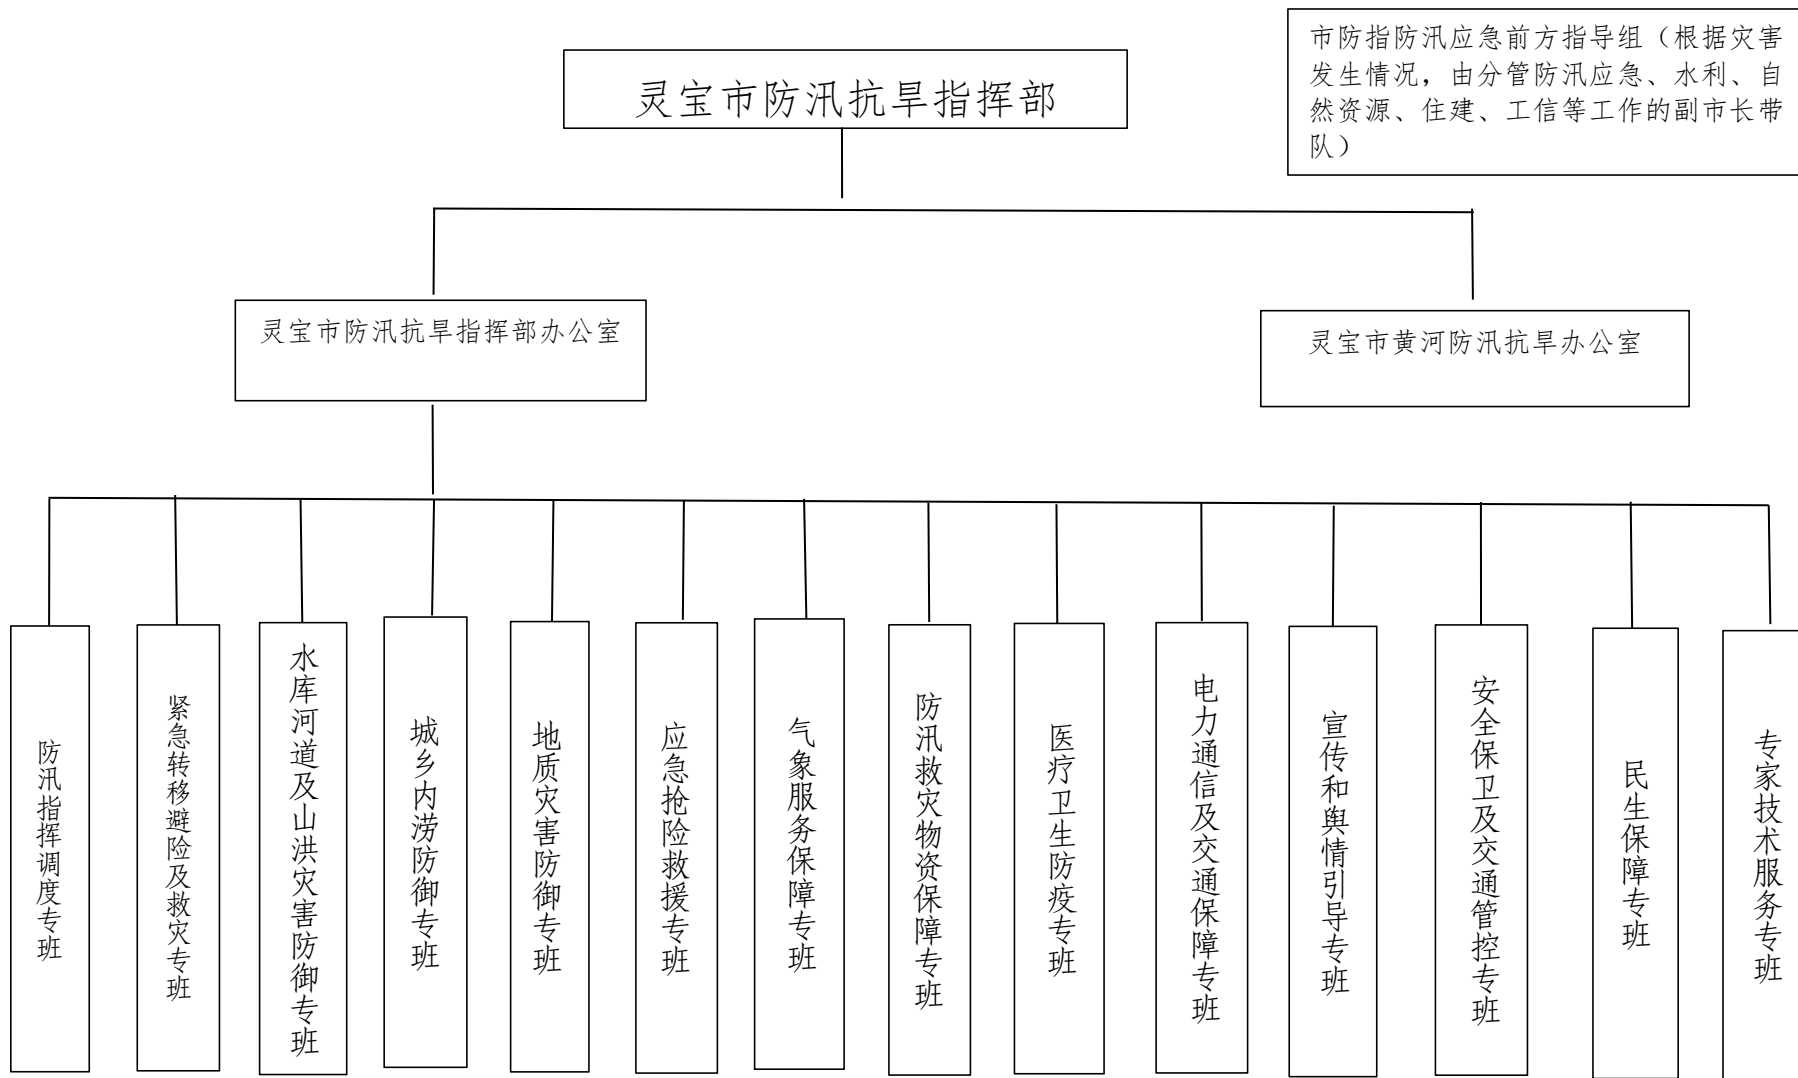 灵宝市防汛抗旱指挥部
市防指防汛应急前方指导组（根据灾害
发生情况，由分管防汛应急、水利、自
然资源、住建、工信等工作的副市长带
队）
灵宝市防汛抗旱指挥部办公室
灵宝市黄河防汛抗旱办公室
防汛指挥调度专班
紧急转移避险及救灾专班
水库河道及山洪灾害防御专班
城乡内涝防御专班
地质灾害防御专班
应急抢险救援专班
气象服务保障专班
防汛救灾物资保障专班
医疗卫生防疫专班
电力通信及交通保障专班
宣传和舆情引导专班
安全保卫及交通管控专班
民生保障专班
专家技术服务专班